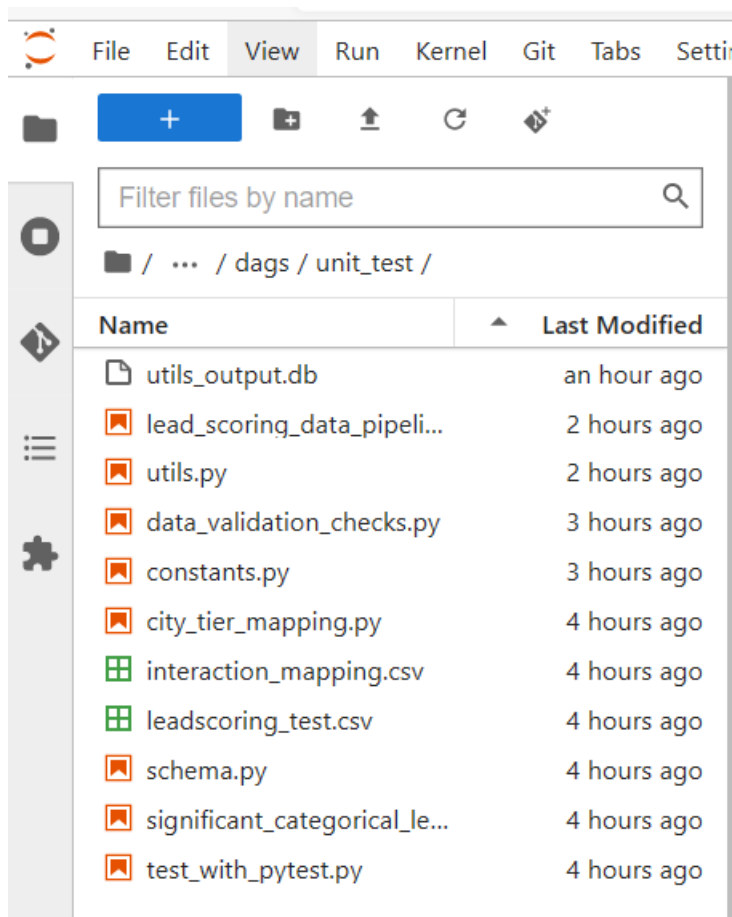 File Edit View Run Kernel Git Tabs Setti
+
Filter files by name
/ ... / dags / unit_test /
Name Last Modified
utils_output.db an hour ago
lead_scoring_data_pipeli... 2 hours ago
utils.py 2 hours ago
data_validation_checks.py 3 hours ago
constants.py 3 hours ago
city_tier_mapping.py 4 hours ago
interaction_mapping.csv 4 hours ago
leadscoring_test.csv 4 hours ago
schema.py 4 hours ago
significant_categorical_le... 4 hours ago
test_with_pytest.py 4 hours ago